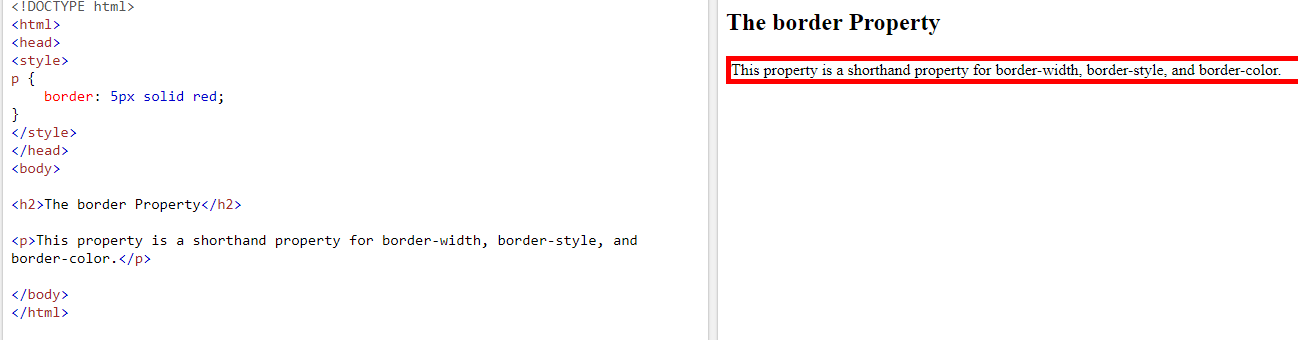 <!DOCTYPE html>
<html>
<head>
<style>
p {
    border: 5px solid red;
}
</style>
</head>
<body>
<h2>The border Property</h2>
<p>This property is a shorthand property for border-width, border-style, and
border-color.</p>
</body>
</html>
The border Property
This property is a shorthand property for border-width, border-style, and border-color.